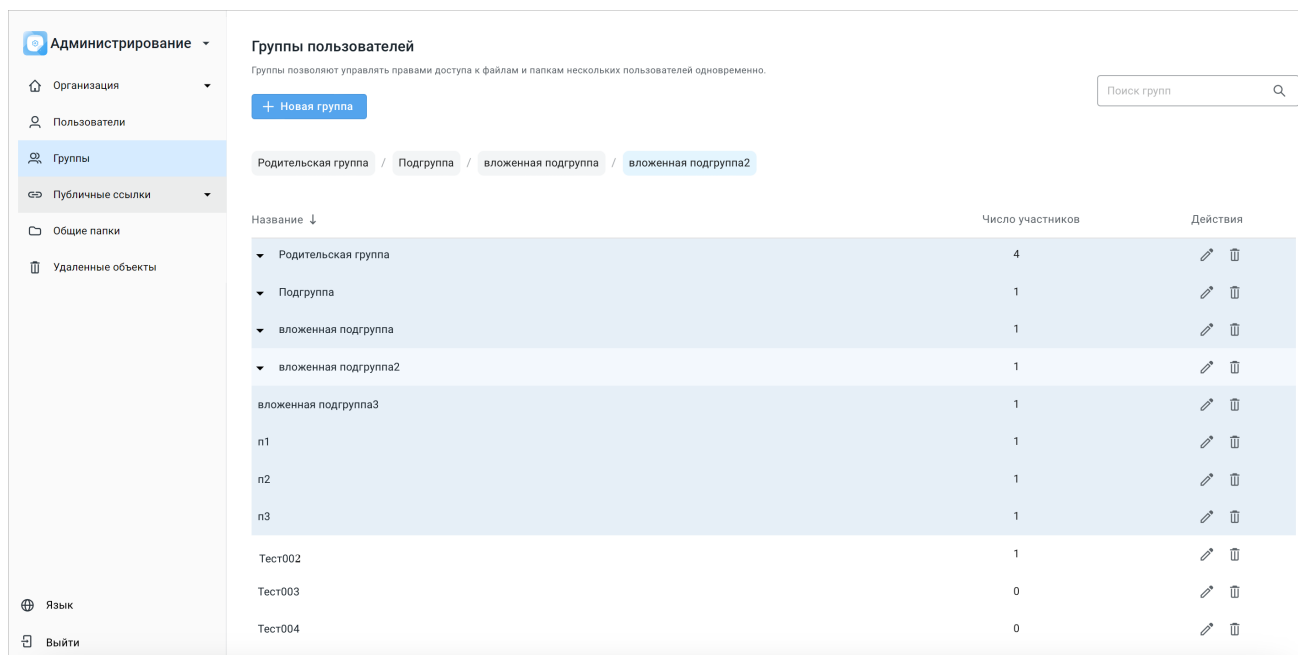 Администрирование
Организация
Пользователи
Группы
Публичные ссылки
Общие папки
Удаленные объекты
Язык
Выйти
Группы пользователей
Группы позволяют управлять правами доступа к файлам и папкам нескольких пользователей одновременно.
+ Новая группа
Поиск групп
Родительская группа / Подгруппа / вложенная подгруппа / вложенная подгруппа2
Название ↓ Число участников Действия
Родительская группа 4
Подгруппа 1
вложенная подгруппа 1
вложенная подгруппа2 1
вложенная подгруппа3 1
п1 1
п2 1
п3 1
Тест002 1
Тест003 0
Тест004 0